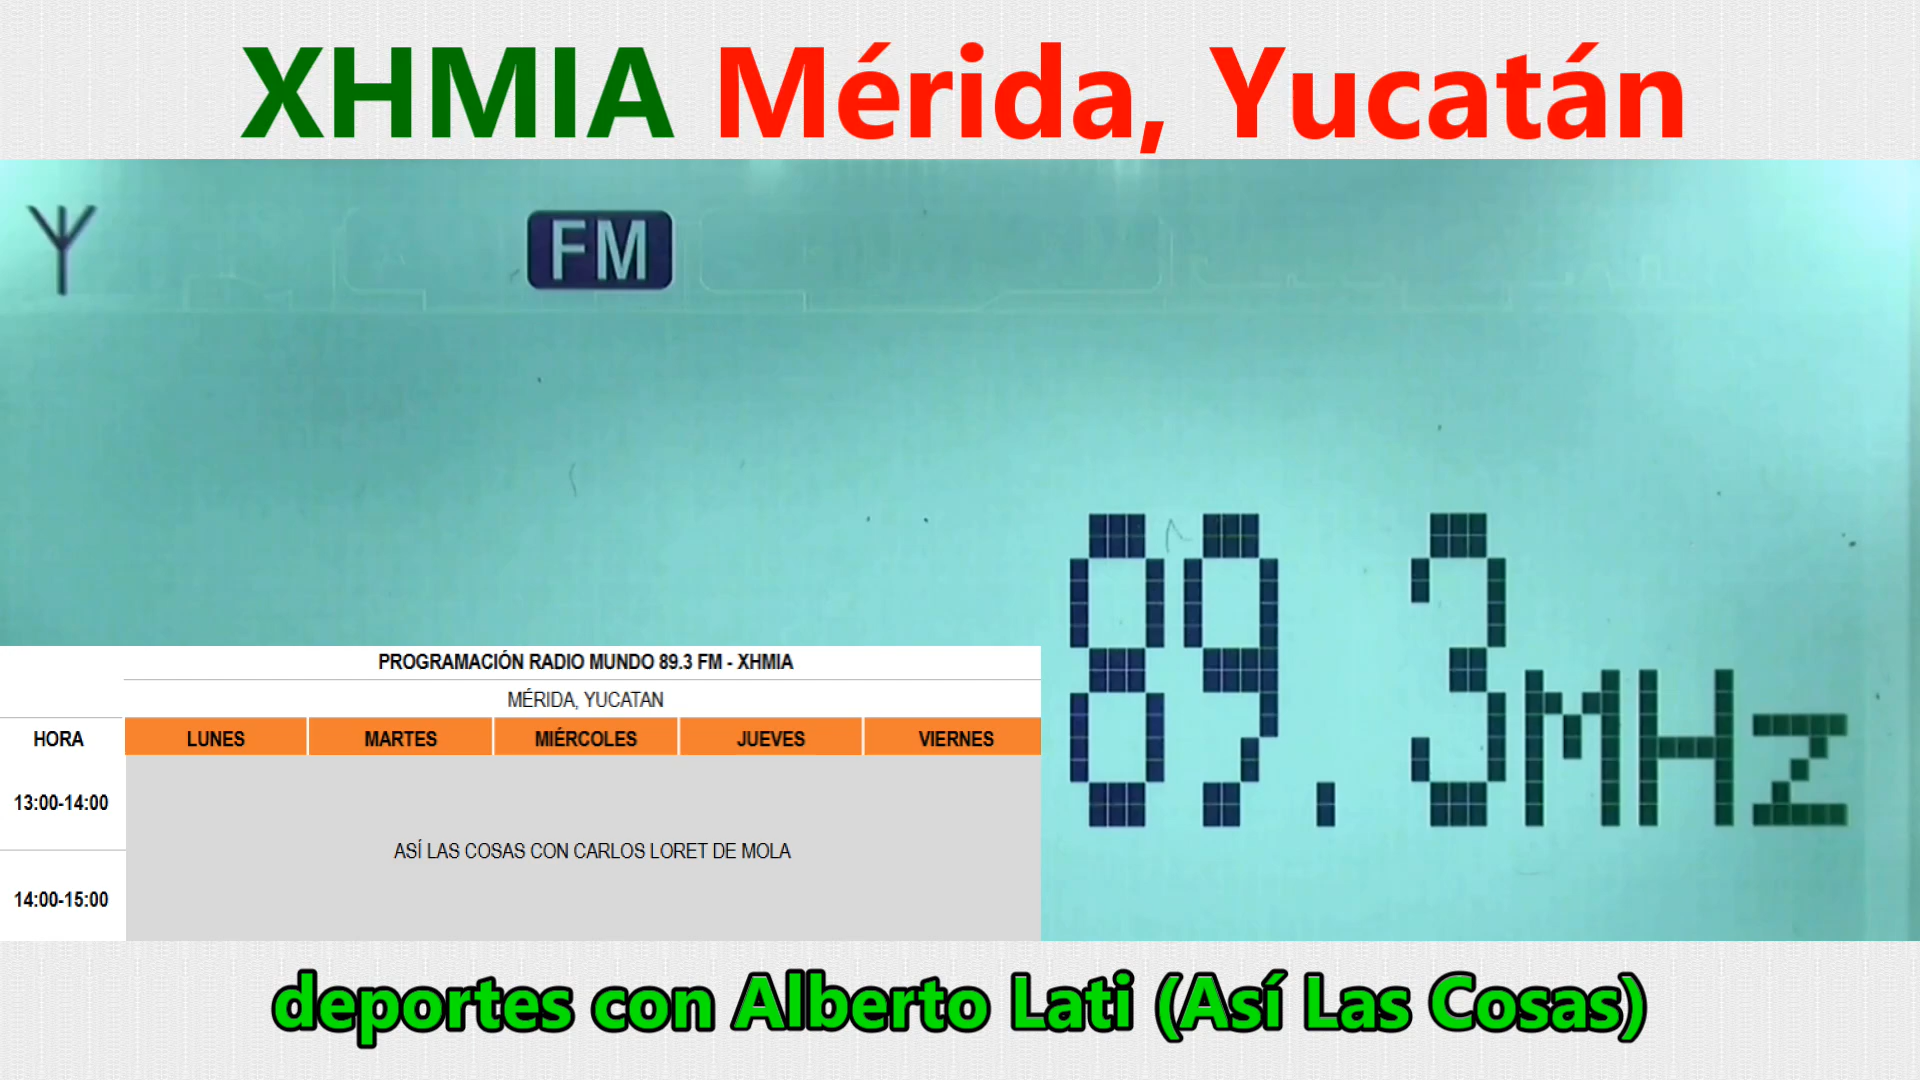 XHMIA Mérida, Yucatán
FM
89.3MHz
PROGRAMACIÓN RADIO MUNDO 89.3 FM - XHMIA
MÉRIDA, YUCATAN
HORA LUNES MARTES MIÉRCOLES JUEVES VIERNES
13:00-14:00
ASÍ LAS COSAS CON CARLOS LORET DE MOLA
14:00-15:00
deportes con Alberto Lati (Así Las Cosas)